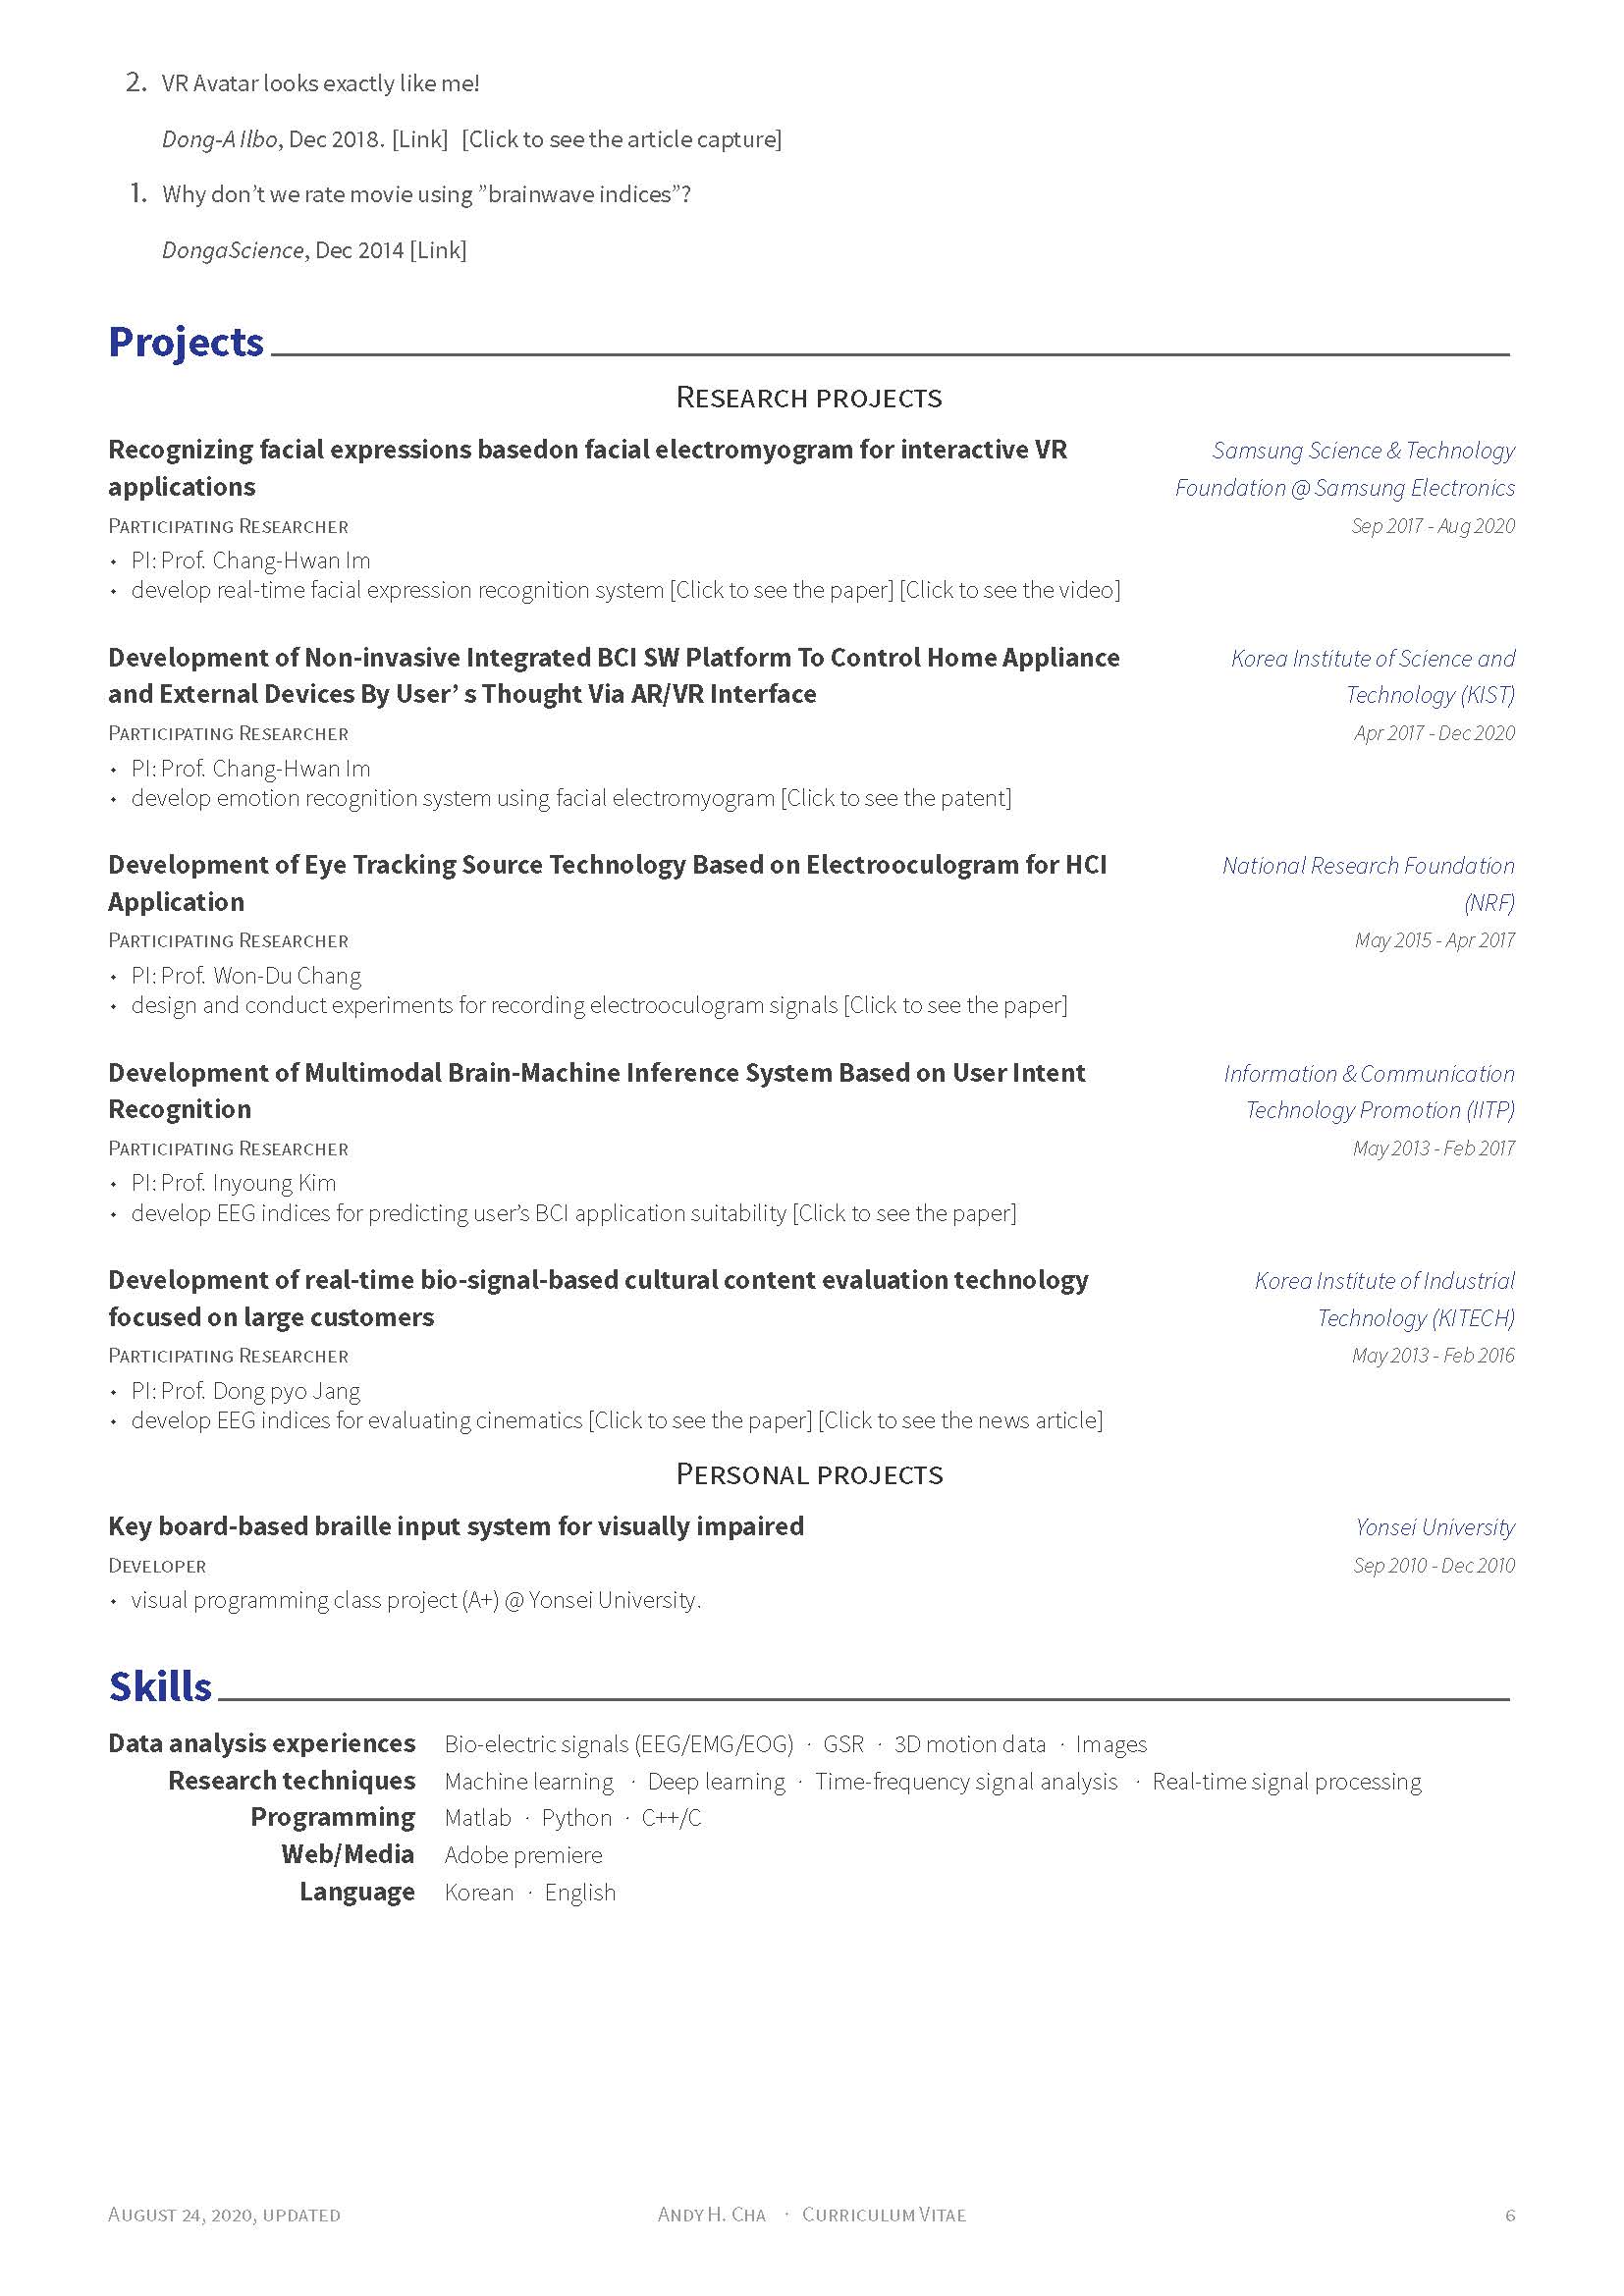 2. VR Avatar looks exactly like me!
Dong-A Ilbo, Dec 2018. [Link] [Click to see the article capture]
1. Why don’t we rate movie using ”brainwave indices”?
DongaScience, Dec 2014 [Link]
Projects
Research projects
Recognizing facial expressions basedon facial electromyogram for interactive VR
applications
Samsung Science & Technology
Foundation @ Samsung Electronics
Participating Researcher
Sep 2017 - Aug 2020
• PI: Prof. Chang-Hwan Im
• develop real-time facial expression recognition system [Click to see the paper] [Click to see the video]
Development of Non-invasive Integrated BCI SW Platform To Control Home Appliance
and External Devices By User’ s Thought Via AR/VR Interface
Korea Institute of Science and
Technology (KIST)
Participating Researcher
Apr 2017 - Dec 2020
• PI: Prof. Chang-Hwan Im
• develop emotion recognition system using facial electromyogram [Click to see the patent]
Development of Eye Tracking Source Technology Based on Electrooculogram for HCI
Application
National Research Foundation
(NRF)
Participating Researcher
May 2015 - Apr 2017
• PI: Prof. Won-Du Chang
• design and conduct experiments for recording electrooculogram signals [Click to see the paper]
Development of Multimodal Brain-Machine Inference System Based on User Intent
Recognition
Information & Communication
Technology Promotion (IITP)
Participating Researcher
May 2013 - Feb 2017
• PI: Prof. Inyoung Kim
• develop EEG indices for predicting user’s BCI application suitability [Click to see the paper]
Development of real-time bio-signal-based cultural content evaluation technology
focused on large customers
Korea Institute of Industrial
Technology (KITECH)
Participating Researcher
May 2013 - Feb 2016
• PI: Prof. Dong pyo Jang
• develop EEG indices for evaluating cinematics [Click to see the paper] [Click to see the news article]
Personal projects
Key board-based braille input system for visually impaired
Yonsei University
Developer
Sep 2010 - Dec 2010
• visual programming class project (A+) @ Yonsei University.
Skills
Data analysis experiences Bio-electric signals (EEG/EMG/EOG) · GSR · 3D motion data · Images
Research techniques Machine learning · Deep learning · Time-frequency signal analysis · Real-time signal processing
Programming Matlab · Python · C++/C
Web/Media Adobe premiere
Language Korean · English
August 24, 2020, updated Andy H. Cha · Curriculum Vitae 6